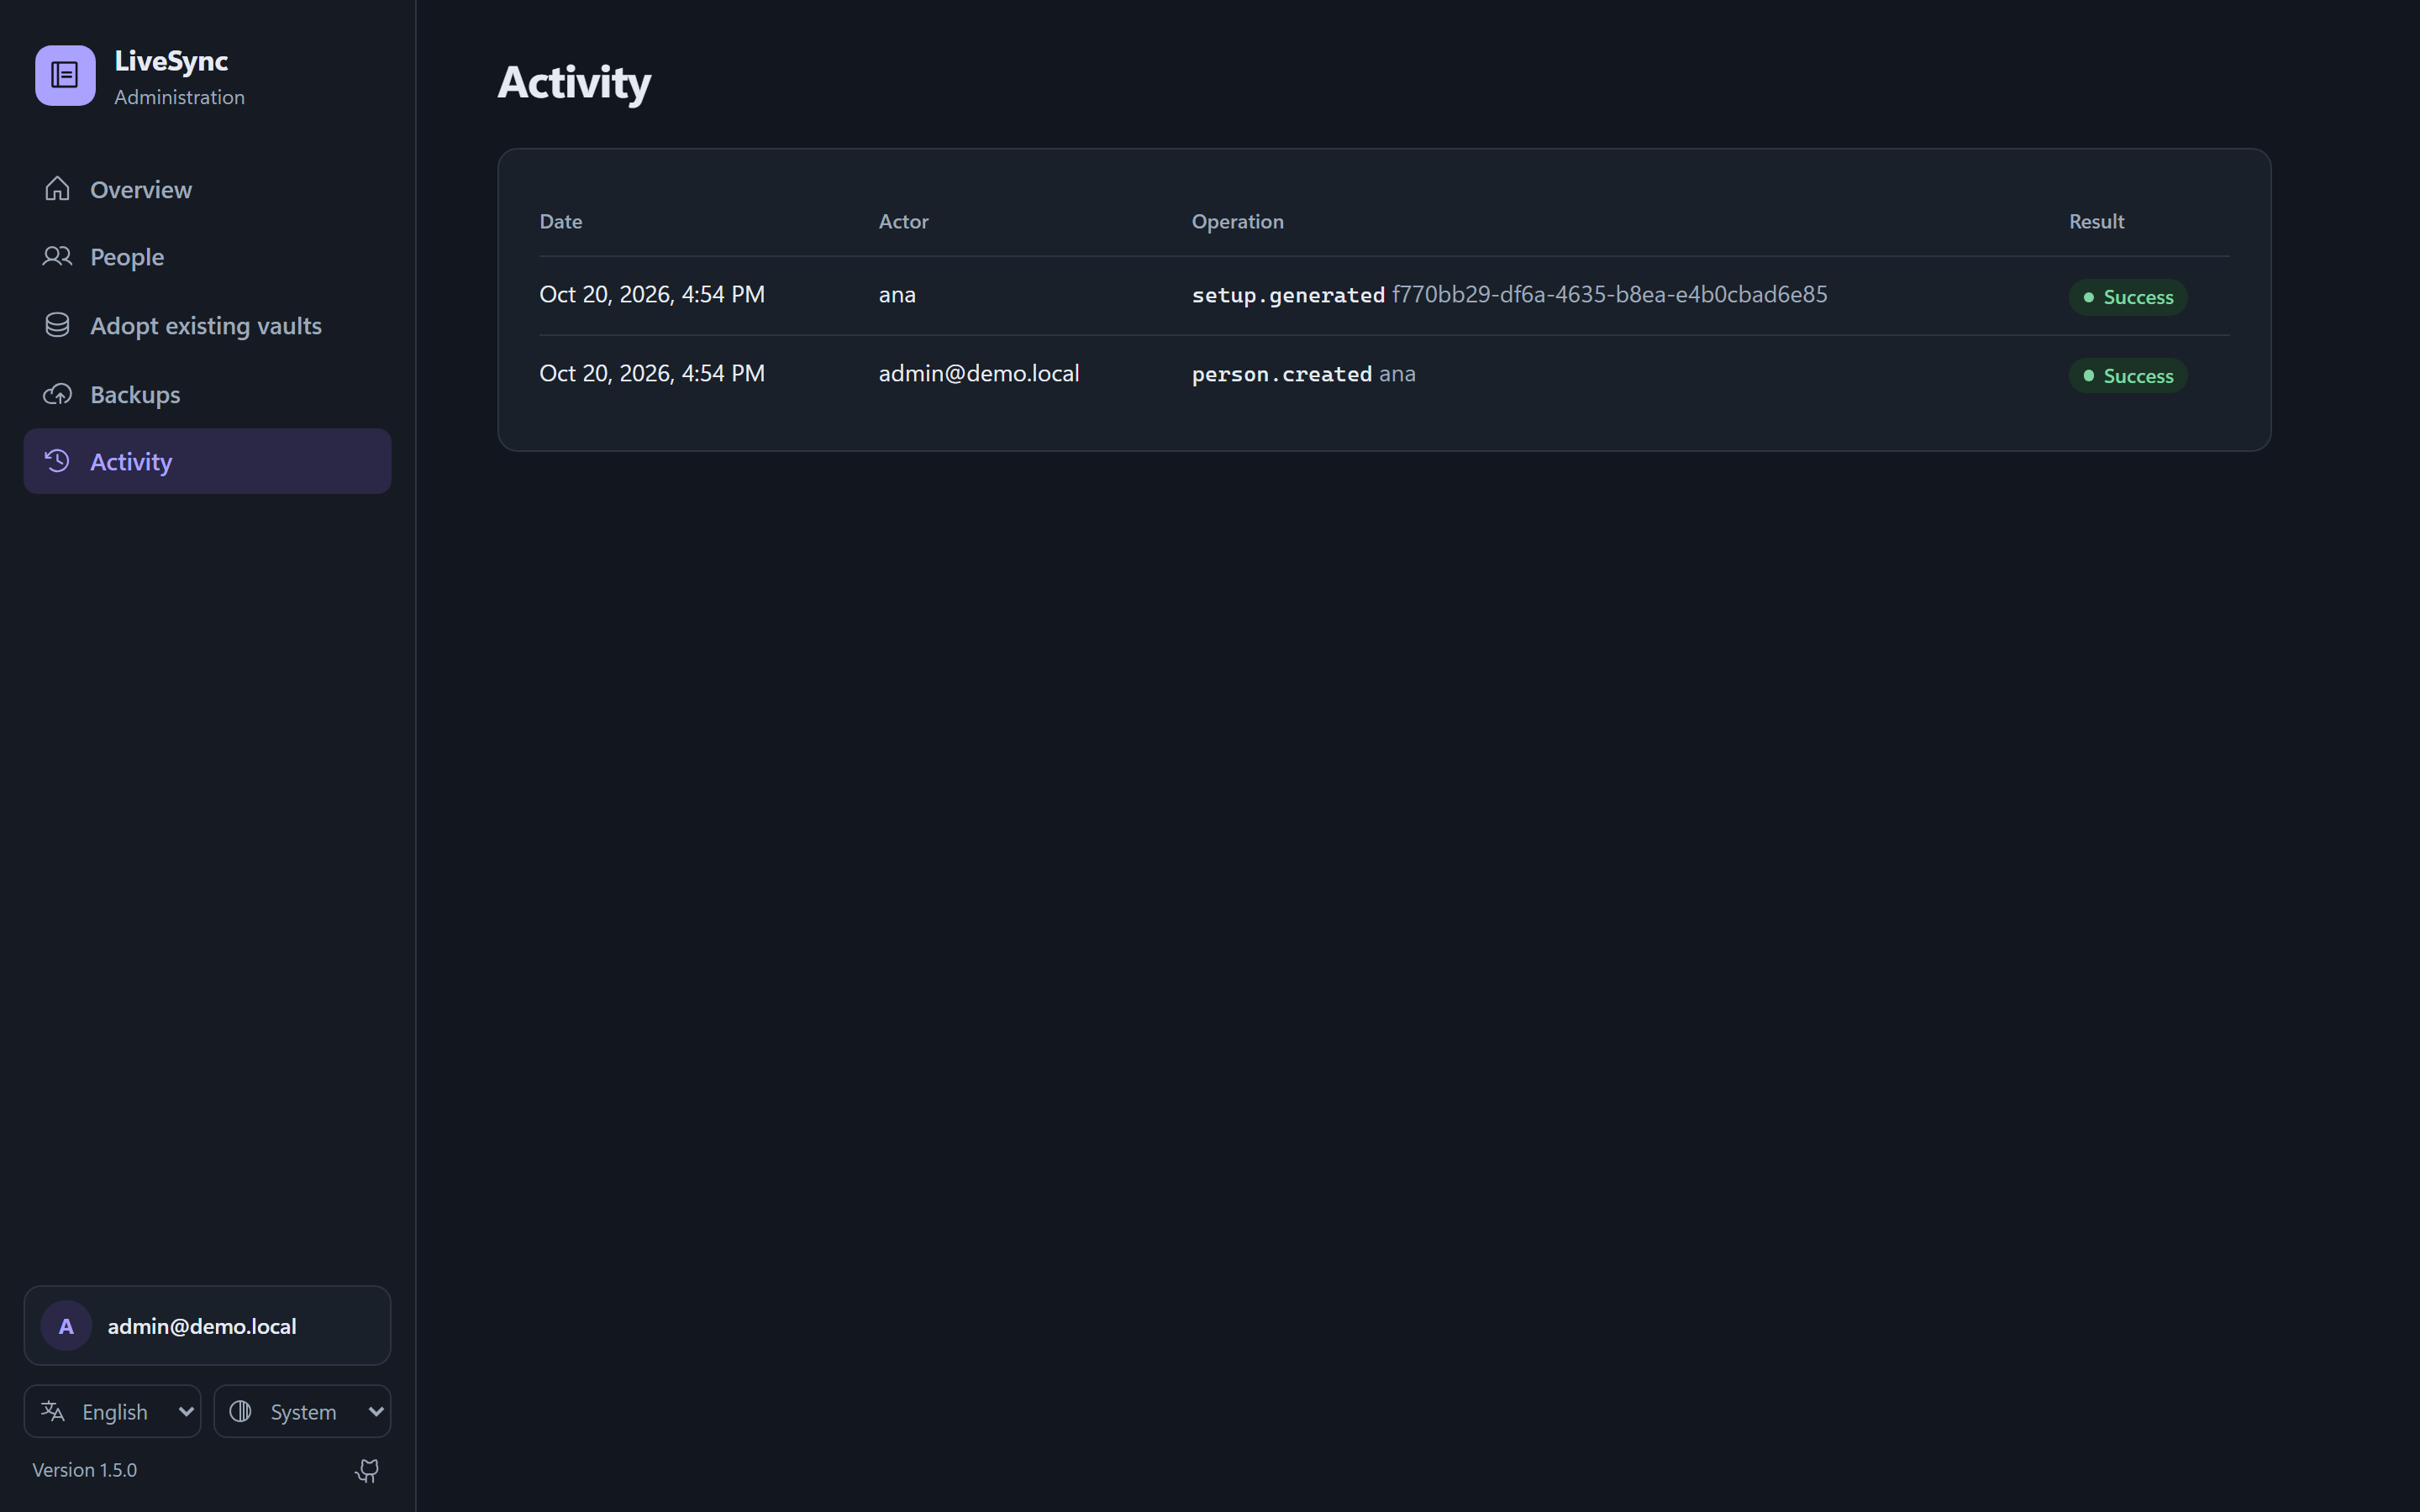 LiveSync
Administration
Overview
People
Adopt existing vaults
Backups
Activity
A admin@demo.local
English System
Version 1.5.0
Activity
Date Actor Operation Result
Oct 20, 2026, 4:54 PM ana setup.generated f770bb29-df6a-4635-b8ea-e4b0cbad6e85 Success
Oct 20, 2026, 4:54 PM admin@demo.local person.created ana Success